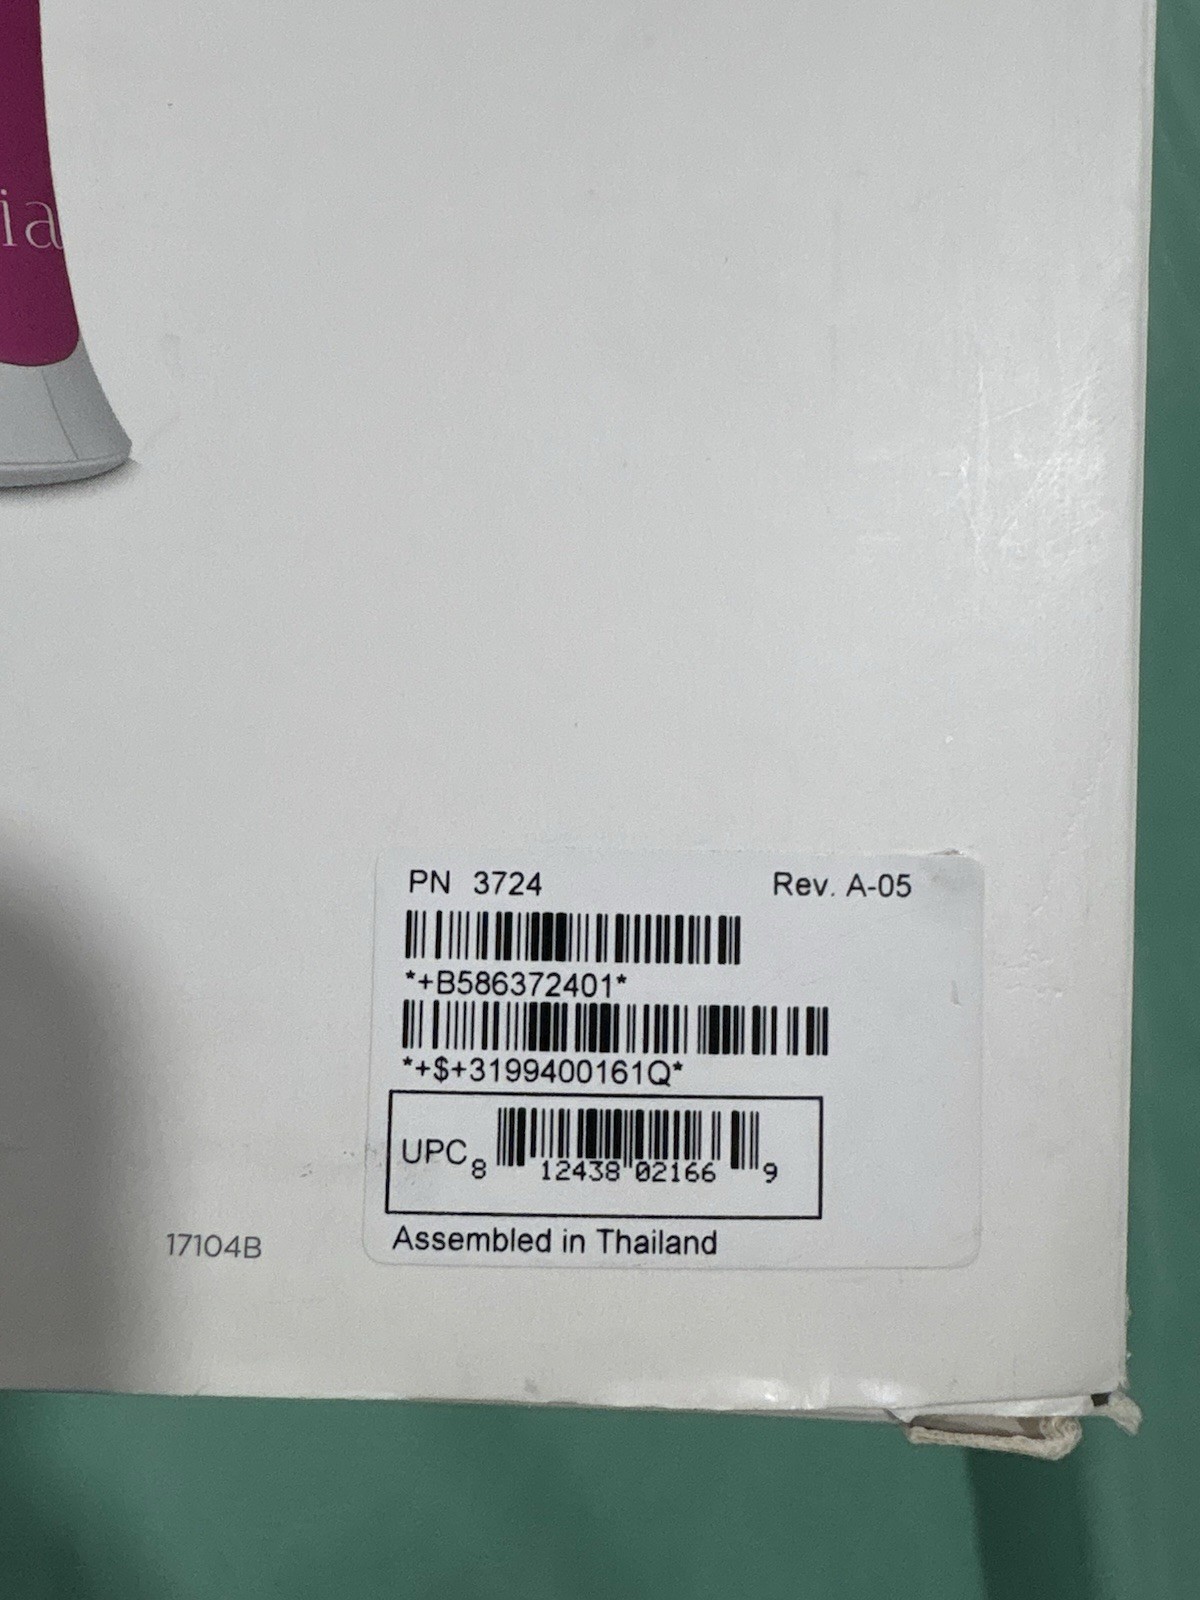 ia
PN 3724 Rev. A-05
*+B586372401*
*+$+3199400161Q*
UPC 8 12438 02166 9
Assembled in Thailand
17104B